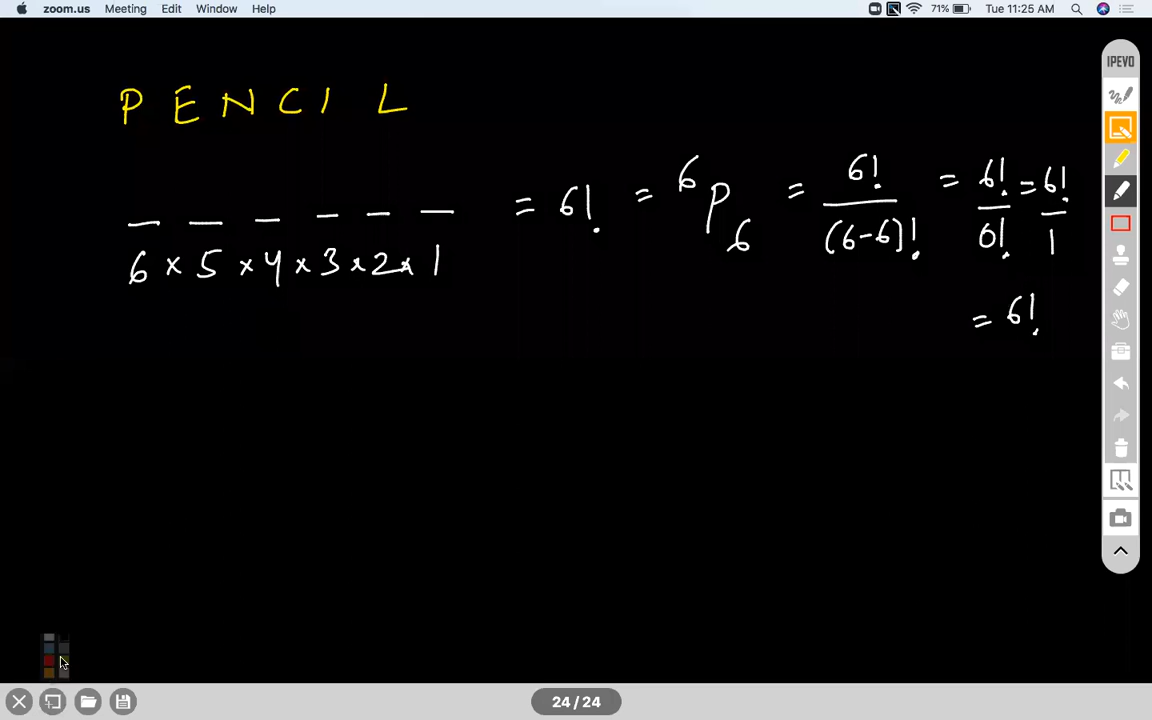 zoom.us Meeting Edit Window Help 71% Tue 11:25 AM
IPEVO
P E N C I L
_ _ _ _ _ _ = 6! = ⁶P₆ = 6!/(6-6)! = 6!/0! = 6!/1
6 × 5 × 4 × 3 × 2 × 1
= 6!
24 / 24